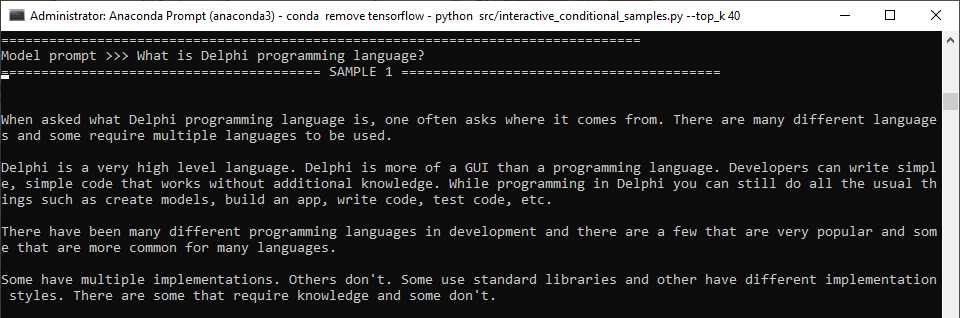 Administrator: Anaconda Prompt (anaconda3) - conda  remove tensorflow - python  src/interactive_conditional_samples.py --top_k 40
================================================================================
Model prompt >>> What is Delphi programming language?
======================================== SAMPLE 1 ========================================
When asked what Delphi programming language is, one often asks where it comes from. There are many different language
s and some require multiple languages to be used.
Delphi is a very high level language. Delphi is more of a GUI than a programming language. Developers can write simpl
e, simple code that works without additional knowledge. While programming in Delphi you can still do all the usual th
ings such as create models, build an app, write code, test code, etc.
There have been many different programming languages in development and there are a few that are very popular and som
e that are more common for many languages.
Some have multiple implementations. Others don't. Some use standard libraries and other have different implementation
 styles. There are some that require knowledge and some don't.